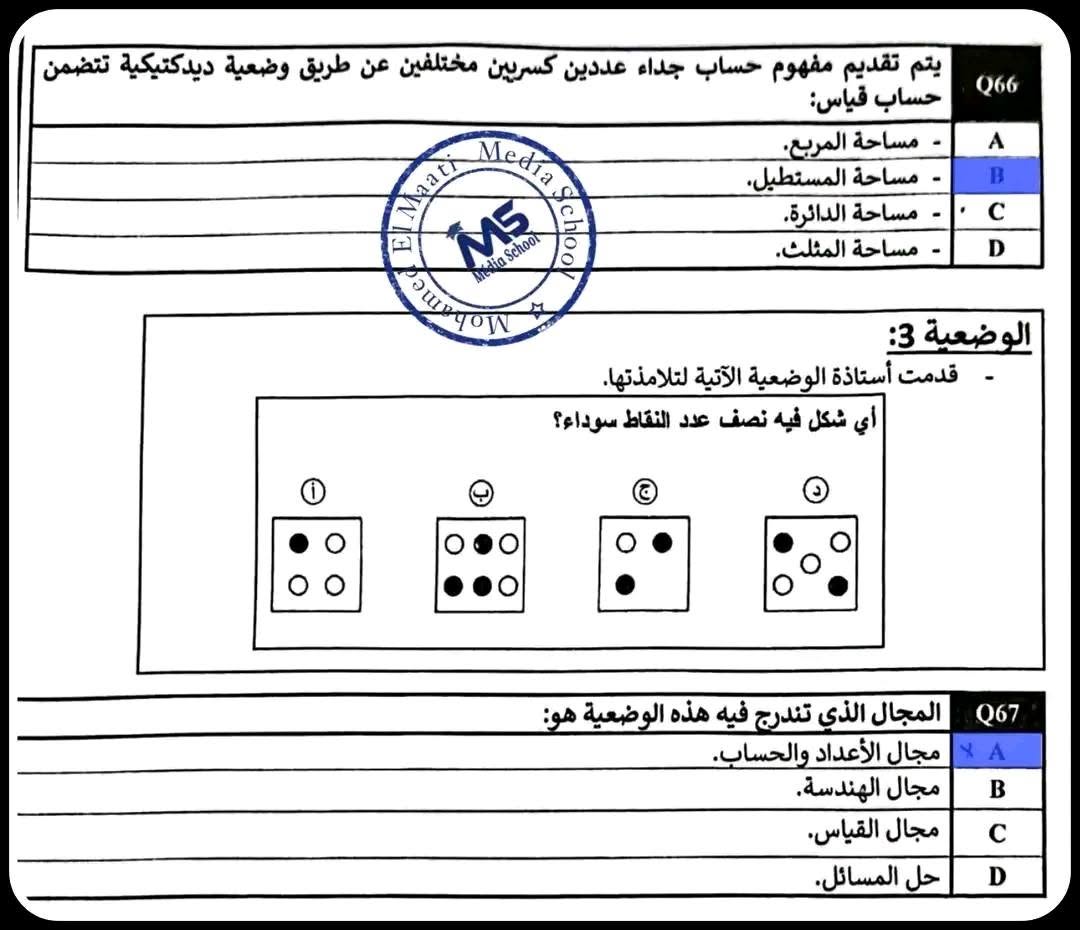 Q66
يتم تقديم مفهوم حساب جداء عددين كسريين مختلفين عن طريق وضعية ديدكتيكية تتضمن
حساب قياس:
A - مساحة المربع.
B - مساحة المستطيل.
C - مساحة الدائرة.
D - مساحة المثلث.
Mohamed El Maati Media School
MS
Media School
الوضعية 3:
- قدمت أستاذة الوضعية الآتية لتلامذتها.
أي شكل فيه نصف عدد النقاط سوداء؟
أ ب ج د
Q67 المجال الذي تندرج فيه هذه الوضعية هو:
A مجال الأعداد والحساب.
B مجال الهندسة.
C مجال القياس.
D حل المسائل.